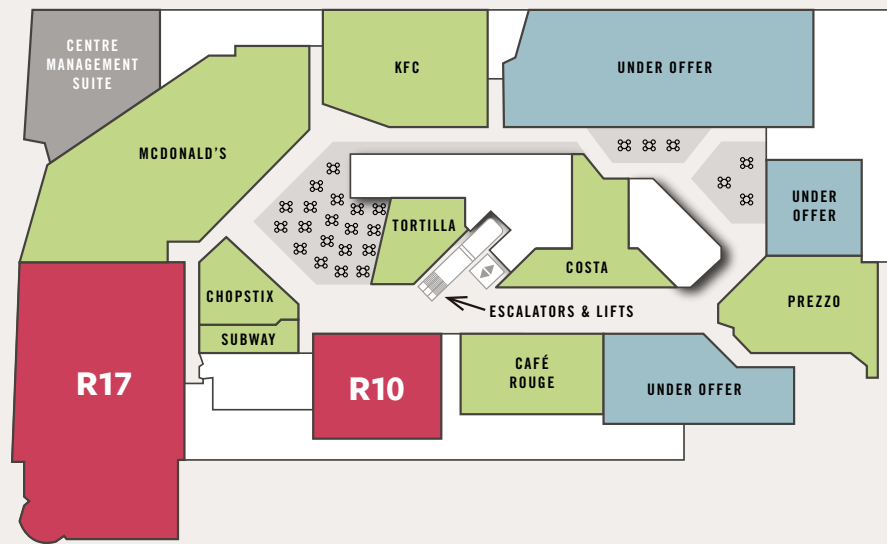 CENTRE
MANAGEMENT
SUITE
KFC
UNDER OFFER
MCDONALD'S
UNDER
OFFER
TORTILLA
COSTA
CHOPSTIX
PREZZO
ESCALATORS & LIFTS
SUBWAY
CAFÉ
ROUGE
R17
R10
UNDER OFFER